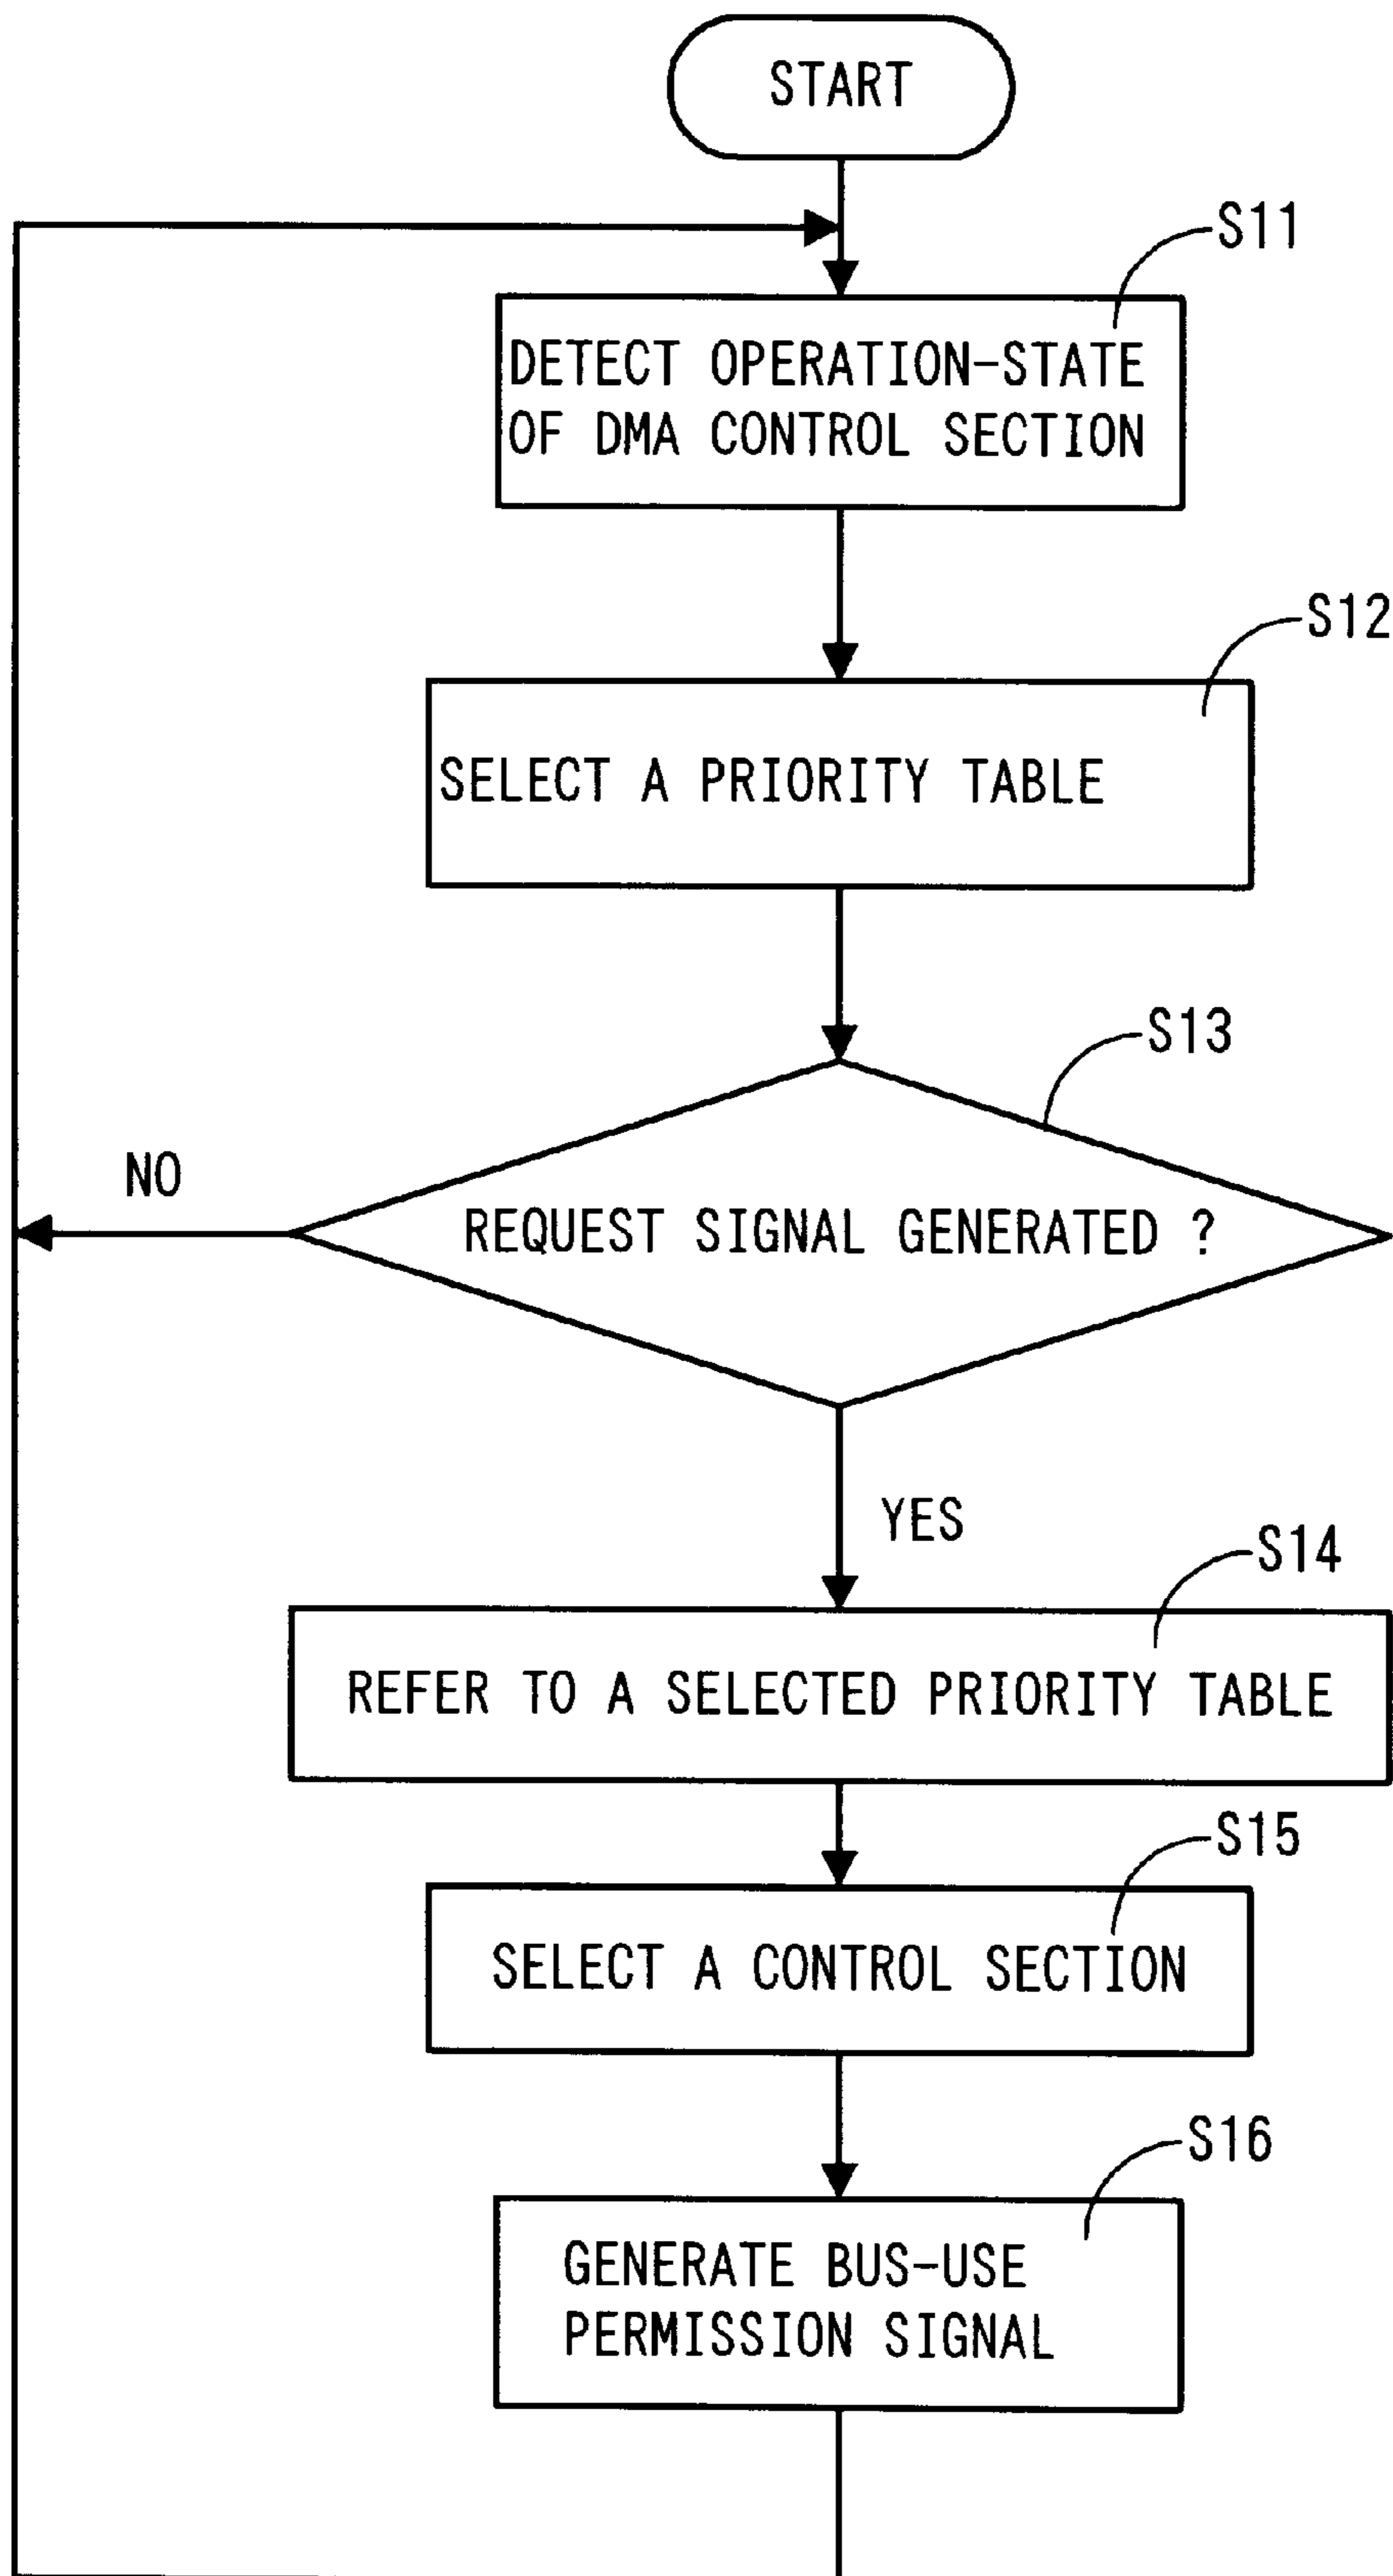 START
S11
DETECT OPERATION-STATE
OF DMA CONTROL SECTION
S12
SELECT A PRIORITY TABLE
S13
NO
REQUEST SIGNAL GENERATED ?
YES
S14
REFER TO A SELECTED PRIORITY TABLE
S15
SELECT A CONTROL SECTION
S16
GENERATE BUS-USE
PERMISSION SIGNAL